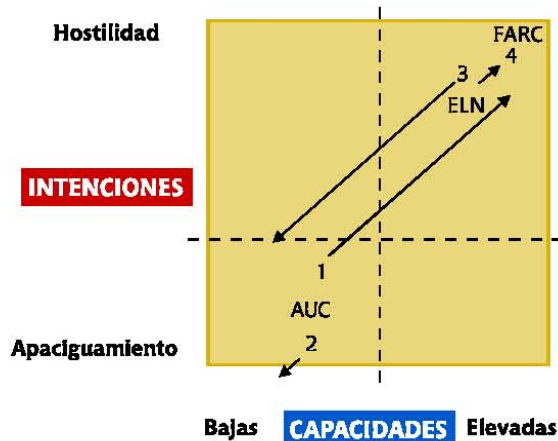 Hostilidad
FARC
4
3
ELN
INTENCIONES
1
AUC
Apaciguamiento
2
Bajas CAPACIDADES Elevadas